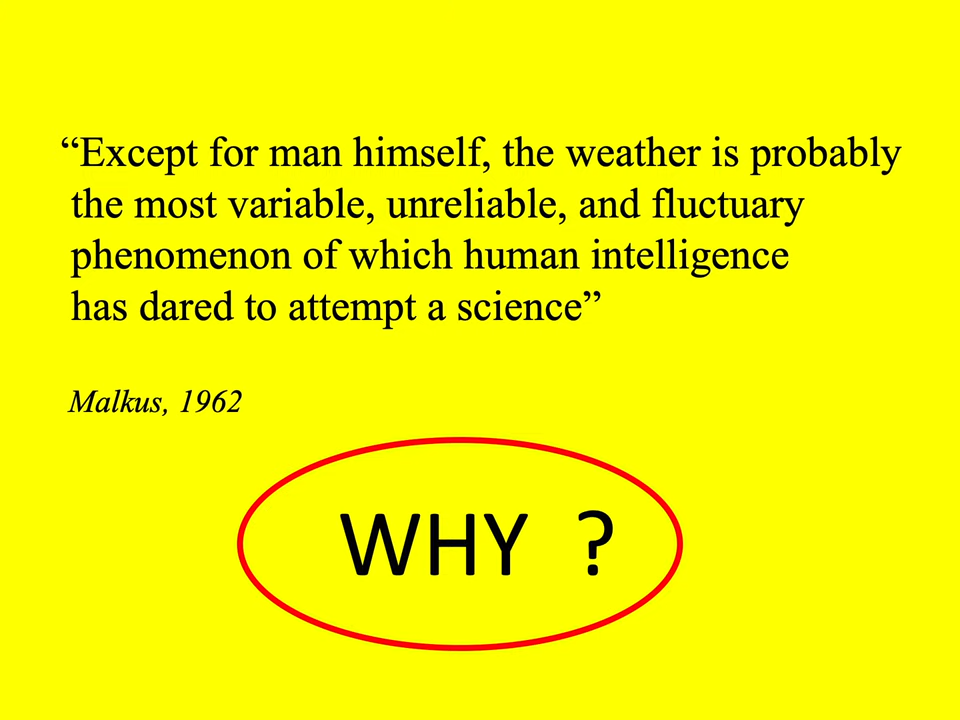 “Except for man himself, the weather is probably
the most variable, unreliable, and fluctuary
phenomenon of which human intelligence
has dared to attempt a science”
Malkus, 1962
WHY ?